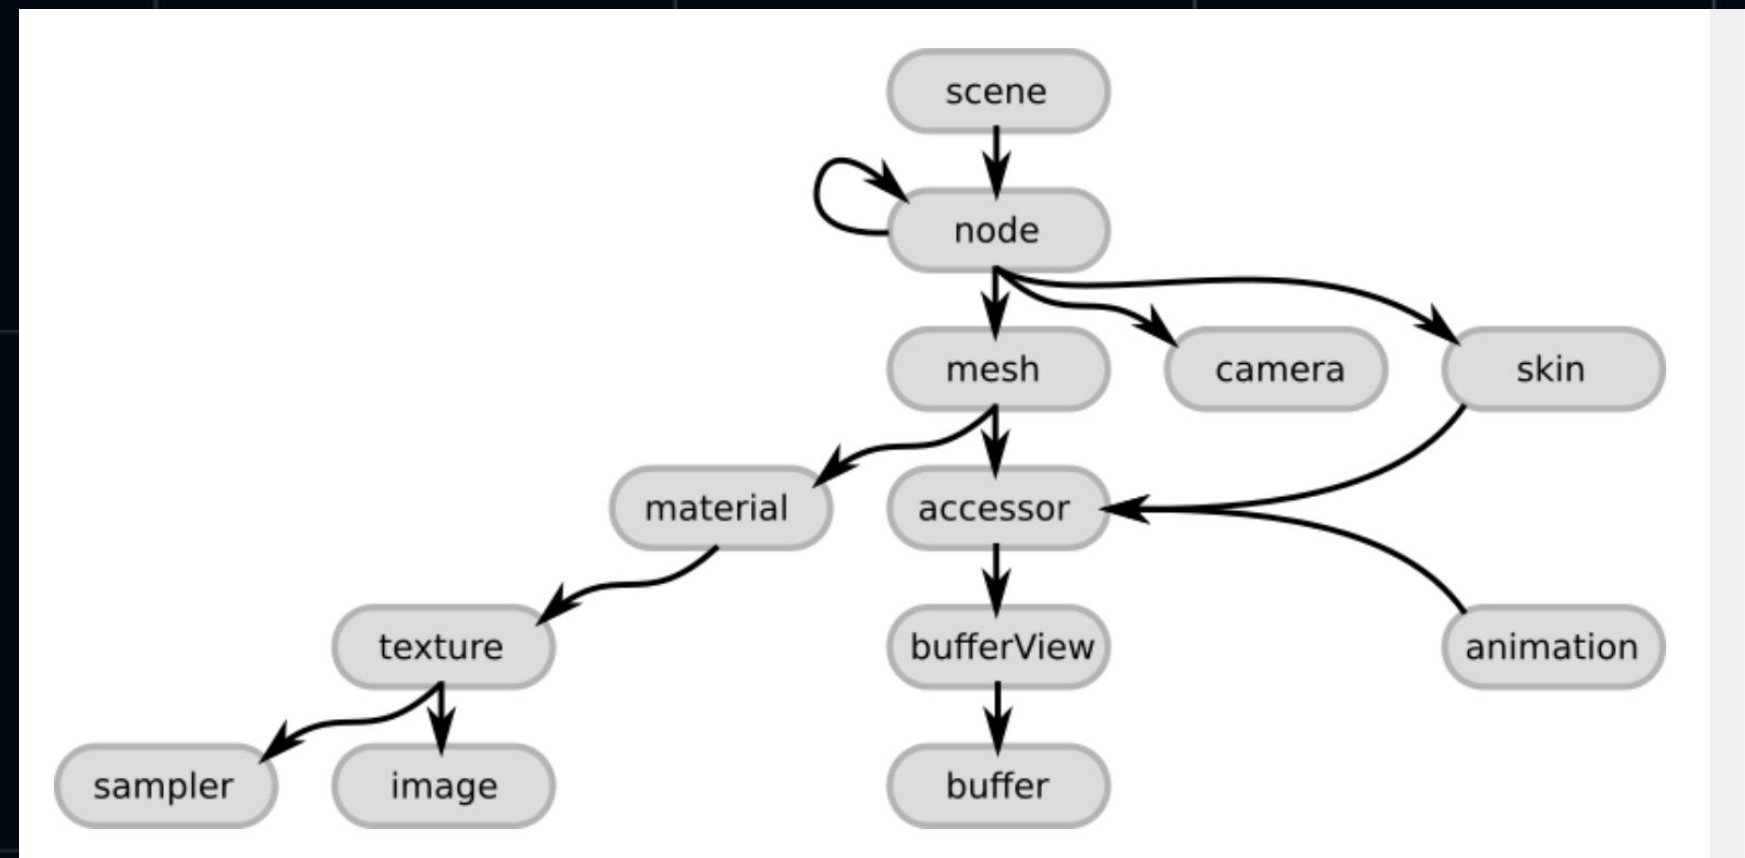 scene
node
mesh
camera
skin
material
accessor
texture
bufferView
animation
sampler
image
buffer